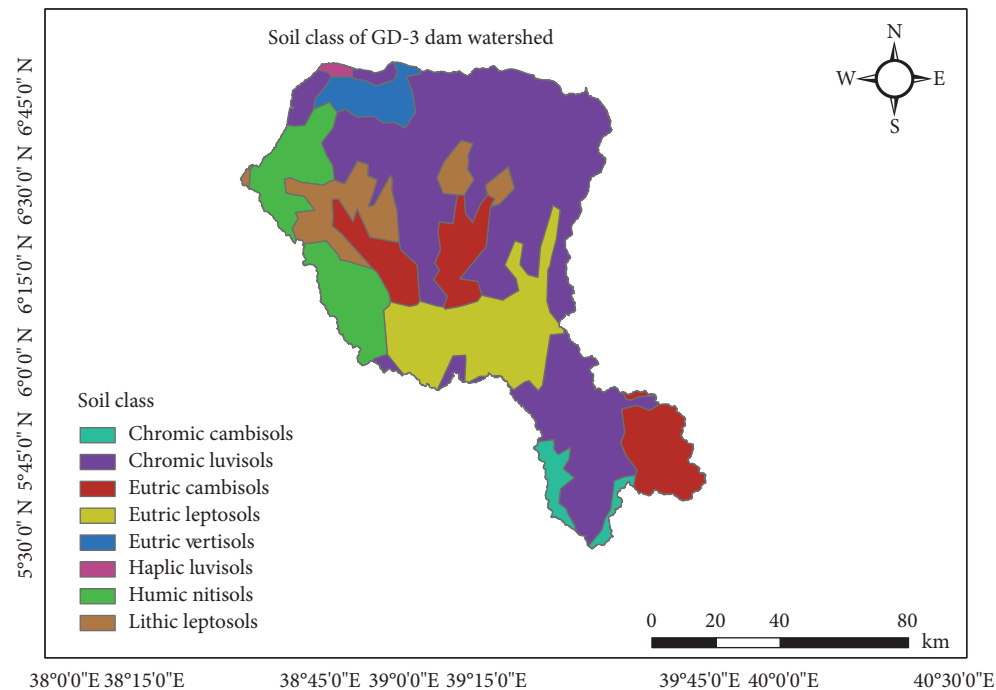 Soil class of GD-3 dam watershed
N
W E
S
6°45'0" N
6°30'0" N
6°15'0" N
6°0'0" N
5°45'0" N
5°30'0" N
Soil class
Chromic cambisols
Chromic luvisols
Eutric cambisols
Eutric leptosols
Eutric vertisols
Haplic luvisols
Humic nitisols
Lithic leptosols
0 20 40 80
km
38°0'0"E 38°15'0"E 38°45'0"E 39°0'0"E 39°15'0"E 39°45'0"E 40°0'0"E 40°30'0"E